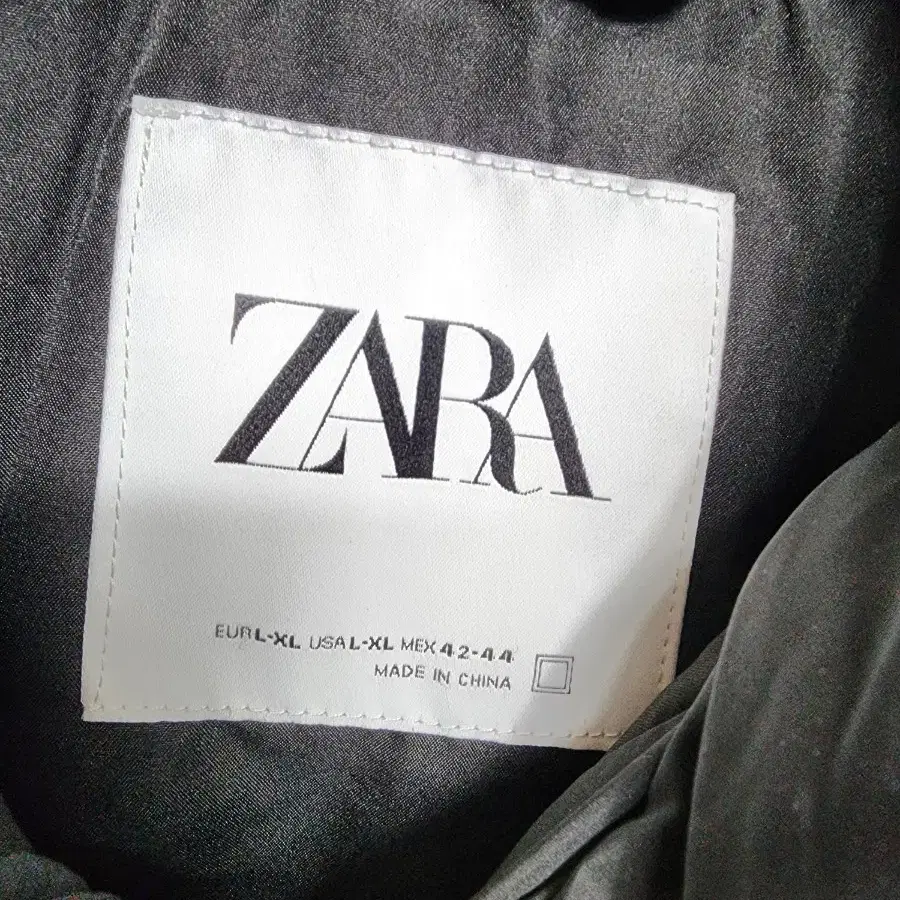 ZARA
EUR L-XL USA L-XL MEX 42-44
MADE IN CHINA